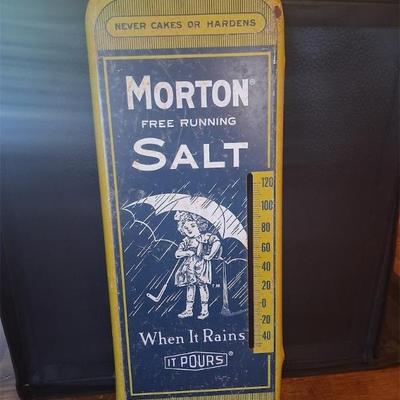 NEVER CAKES OR HARDENS
MORTON®
FREE RUNNING
SALT
120
100
80
60
40
20
0
-20
40
TM
When It Rains
IT POURS®